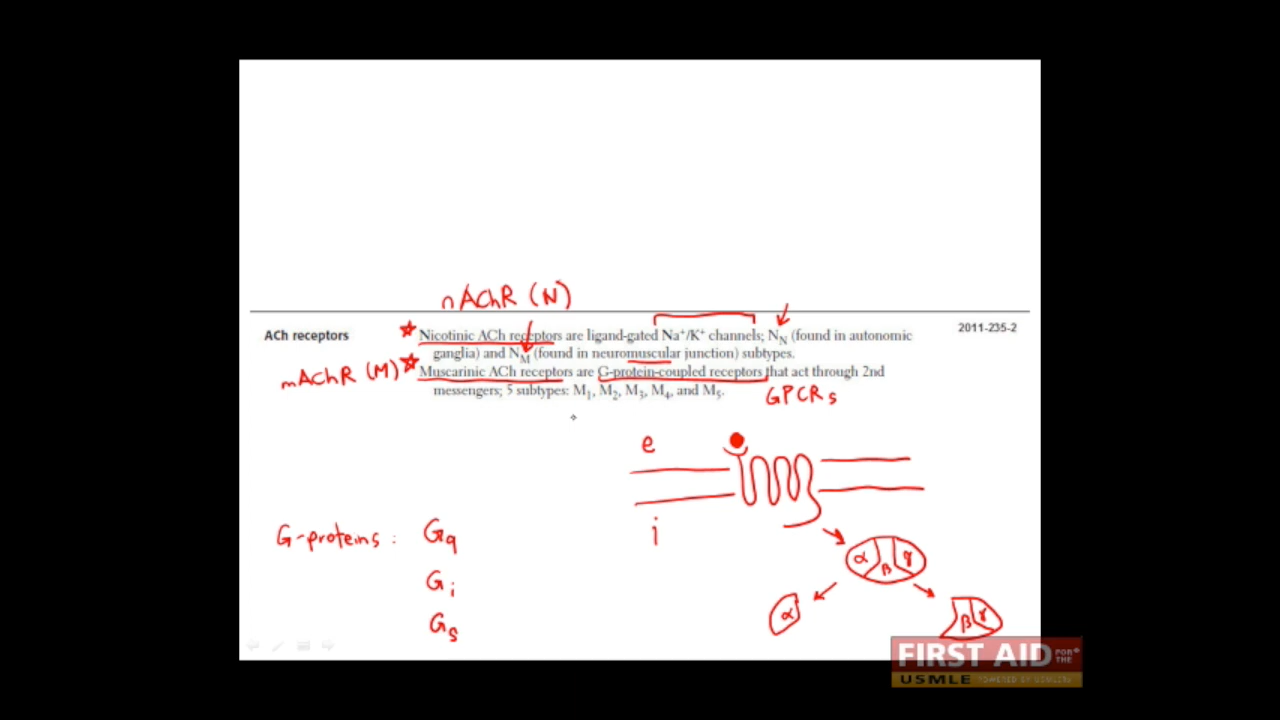 nAChR (N)
ACh receptors
Nicotinic ACh receptors are ligand-gated Na⁺/K⁺ channels; N_N (found in autonomic
ganglia) and N_M (found in neuromuscular junction) subtypes.
2011-235-2
mAChR (M)
Muscarinic ACh receptors are G-protein-coupled receptors that act through 2nd
messengers; 5 subtypes: M₁, M₂, M₃, M₄, and M₅.
GPCRs
e
i
G-proteins: Gq
Gi
Gs
α β γ
α
β γ
FIRST AID FOR THE®
USMLE